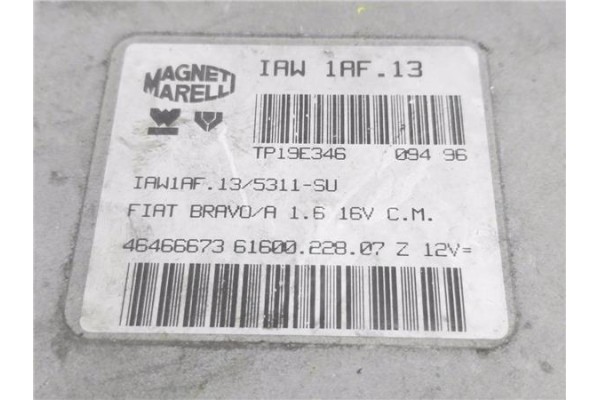 MAGNETI MARELLI
IAW 1AF.13
TP19E346 094 96
IAW1AF.13/5311-SU
FIAT BRAVO/A 1.6 16V C.M.
46466673 61600.228.07 Z 12V=